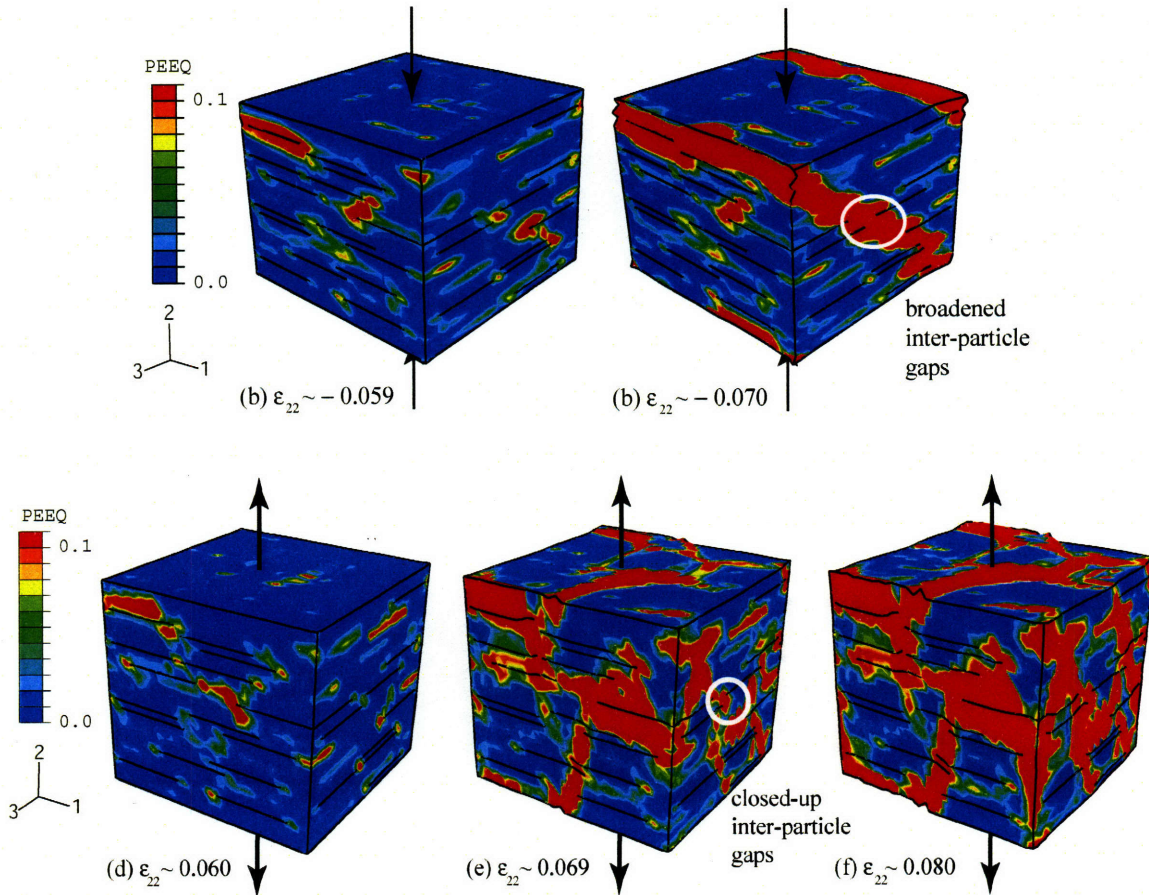 PEEQ
0.1
0.0
2
3
1
(b) ε22 ~ − 0.059
(b) ε22 ~ − 0.070
broadened
inter-particle
gaps
PEEQ
0.1
0.0
2
3
1
(d) ε22 ~ 0.060
(e) ε22 ~ 0.069
closed-up
inter-particle
gaps
(f) ε22 ~ 0.080